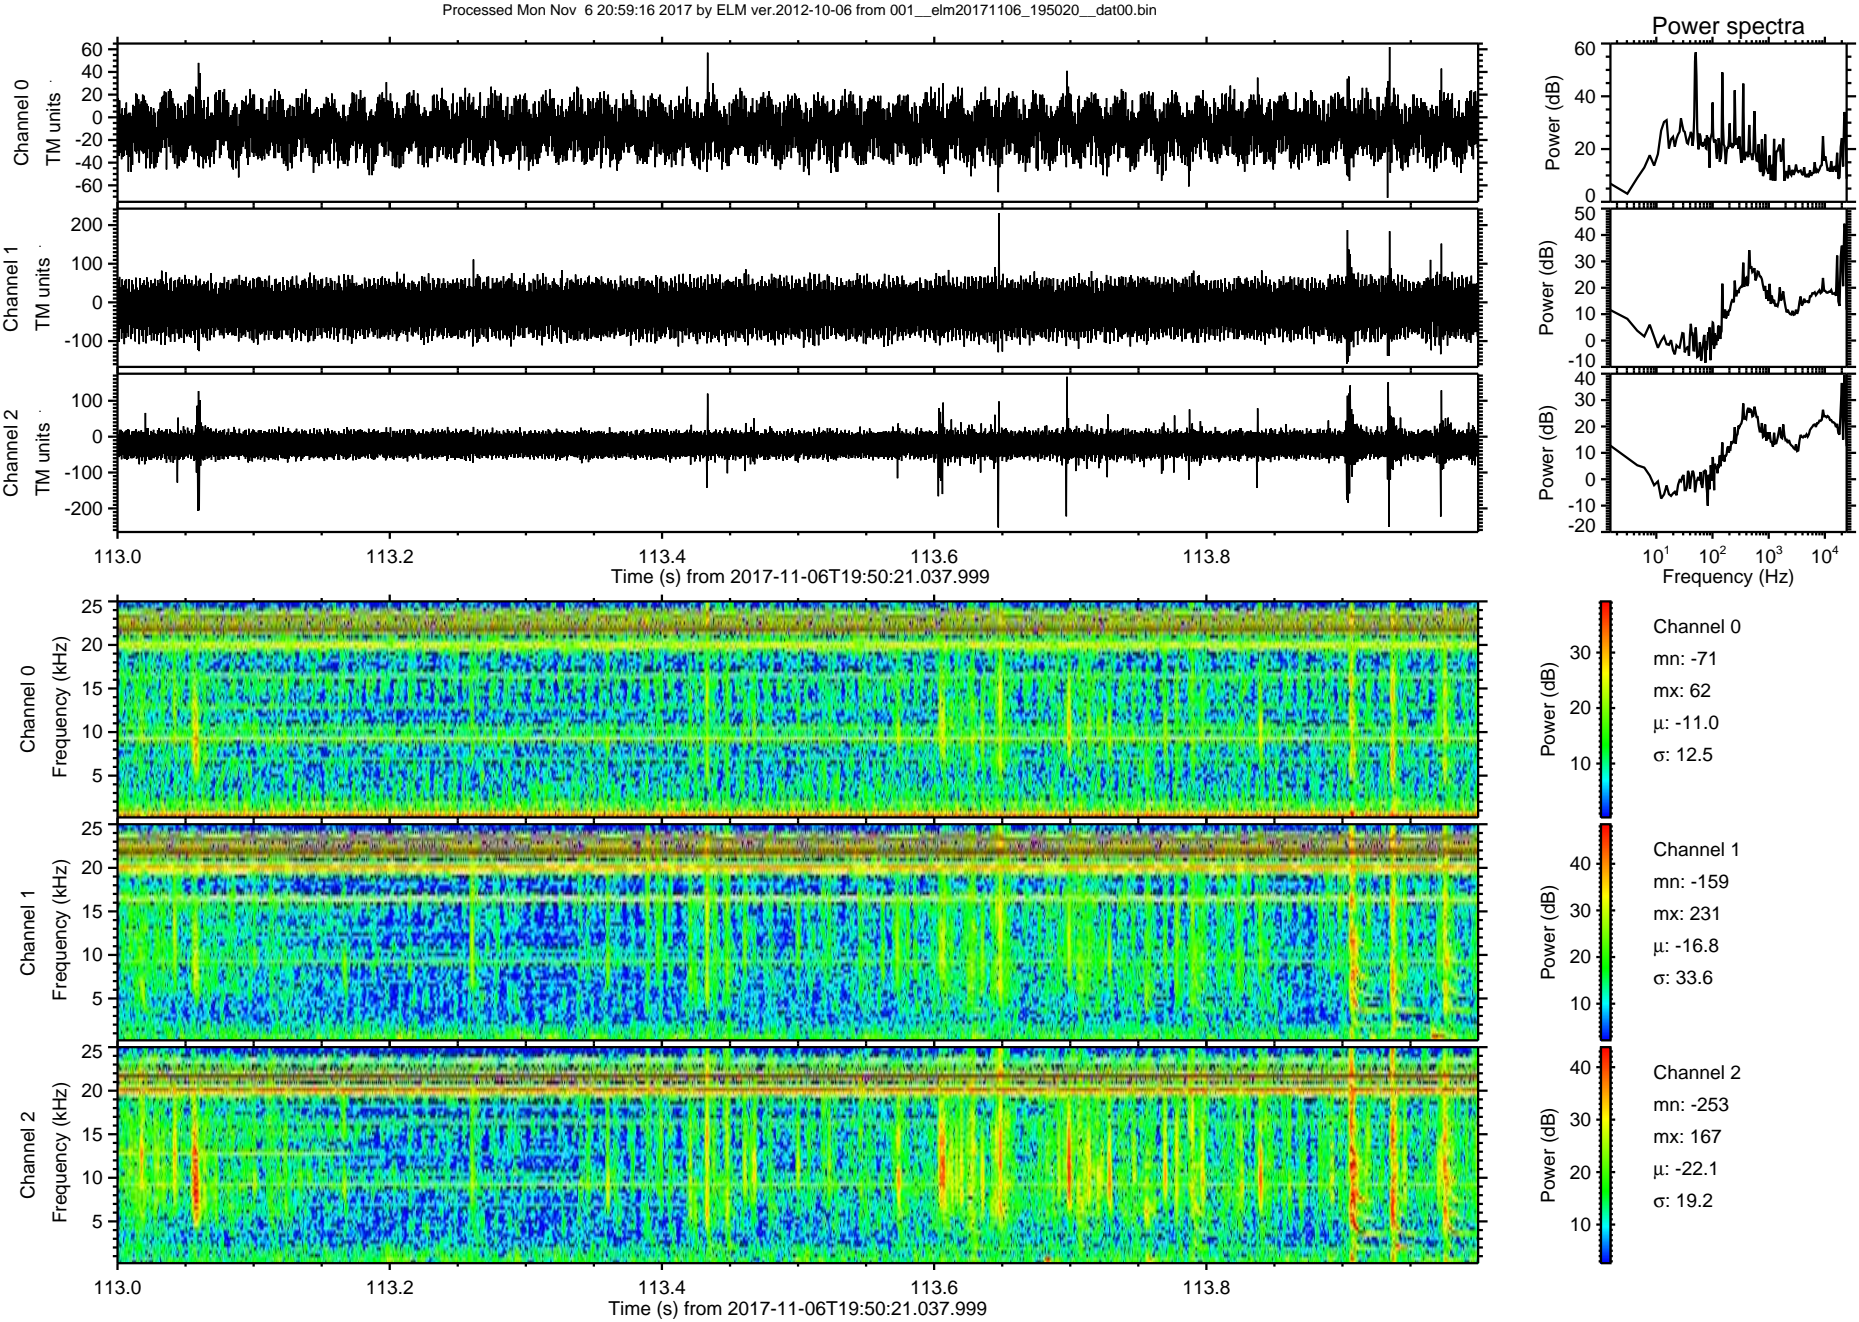 Processed Mon Nov  6 20:59:16 2017 by ELM ver.2012-10-06 from 001__elm20171106_195020__dat00.bin
Power spectra
Channel 0
TM units
60
40
20
0
-20
-40
-60
Power (dB)
60
40
20
0
Channel 1
TM units
200
100
0
-100
Power (dB)
50
40
30
20
10
0
-10
Channel 2
TM units
100
0
-100
-200
Power (dB)
40
30
20
10
0
-10
-20
113.0 113.2 113.4 113.6 113.8
Time (s) from 2017-11-06T19:50:21.037.999
10¹ 10² 10³ 10⁴
Frequency (Hz)
Channel 0
Frequency (kHz)
25
20
15
10
5
Power (dB)
30
20
10
Channel 0
mn: -71
mx: 62
µ: -11.0
σ: 12.5
Channel 1
Frequency (kHz)
25
20
15
10
5
Power (dB)
40
30
20
10
Channel 1
mn: -159
mx: 231
µ: -16.8
σ: 33.6
Channel 2
Frequency (kHz)
25
20
15
10
5
Power (dB)
40
30
20
10
Channel 2
mn: -253
mx: 167
µ: -22.1
σ: 19.2
113.0 113.2 113.4 113.6 113.8
Time (s) from 2017-11-06T19:50:21.037.999